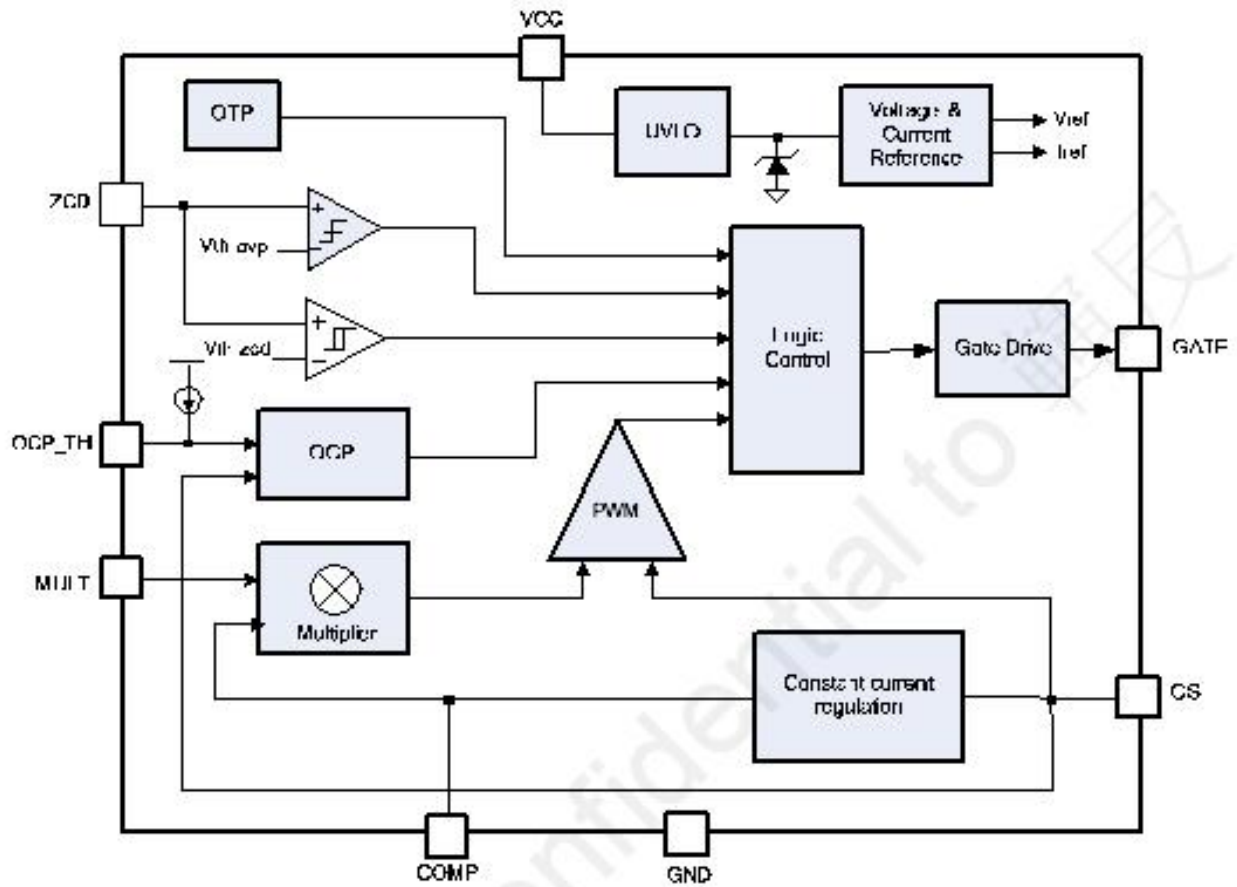 VCC
OTP
UVLO
Voltage &
Current
Reference
Vref
Iref
ZCD
Vth ovp
Vth zcd
Logic
Control
Gate Drive
GATE
OCP_TH
OCP
PWM
MULT
Multiplier
Constant current
regulation
CS
COMP
GND
nfidential to